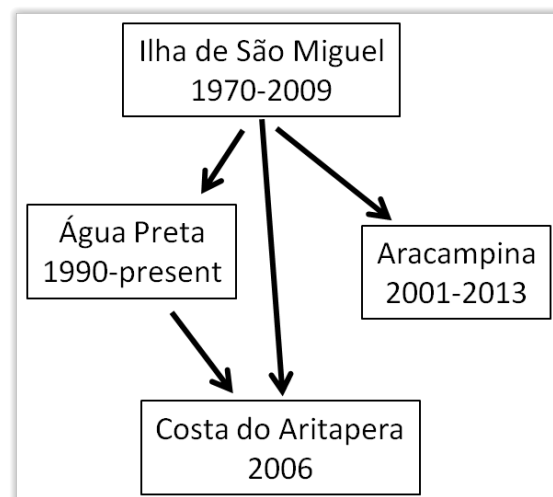 Ilha de São Miguel
1970-2009
Água Preta
1990-present
Aracampina
2001-2013
Costa do Aritapera
2006